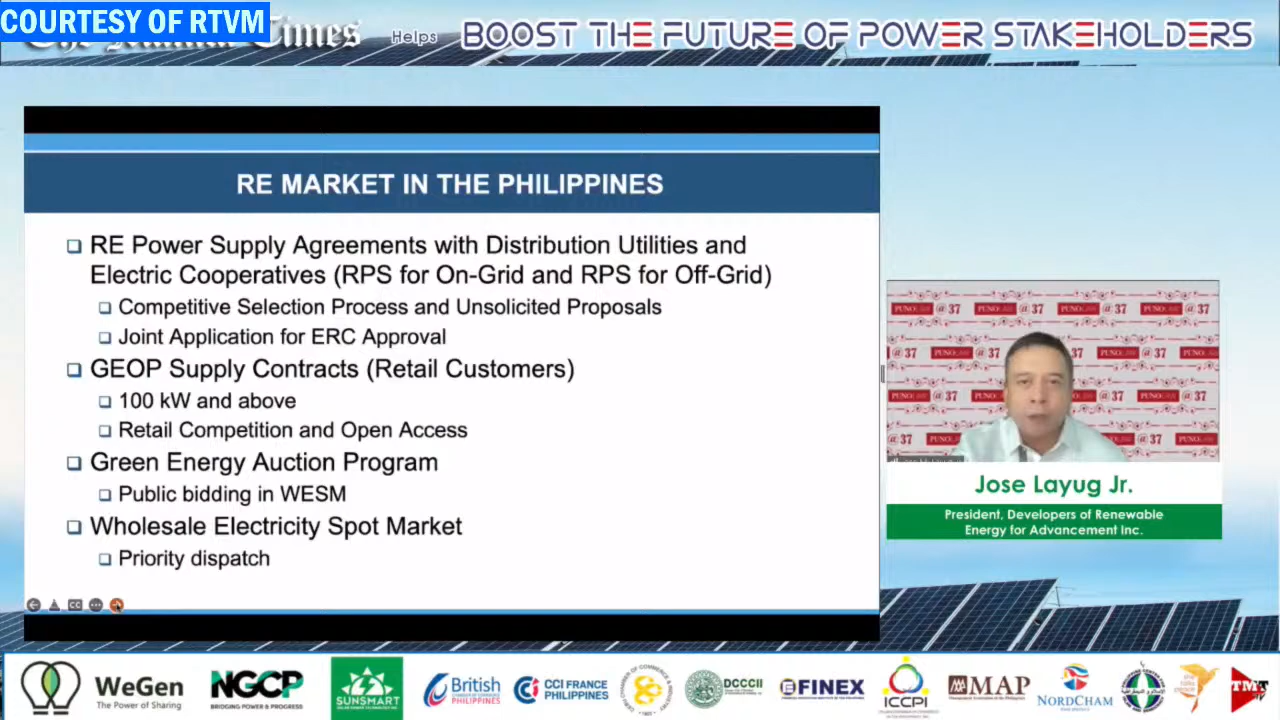 COURTESY OF RTVM
The Manila Times
Helps
BOOST THE FUTURE OF POWER STAKEHOLDERS
RE MARKET IN THE PHILIPPINES
RE Power Supply Agreements with Distribution Utilities and
Electric Cooperatives (RPS for On-Grid and RPS for Off-Grid)
Competitive Selection Process and Unsolicited Proposals
Joint Application for ERC Approval
GEOP Supply Contracts (Retail Customers)
100 kW and above
Retail Competition and Open Access
Green Energy Auction Program
Public bidding in WESM
Wholesale Electricity Spot Market
Priority dispatch
CC
@ 37
Jose Layug Jr.
President, Developers of Renewable
Energy for Advancement Inc.
WeGen
The Power of Sharing
NGCP
BRIDGING POWER & PROGRESS
SUNSMART
British
PHILIPPINES
CCI FRANCE
PHILIPPINES
DCCCII
FINEX
ICCPI
MAP
NORDCHAM
TMT